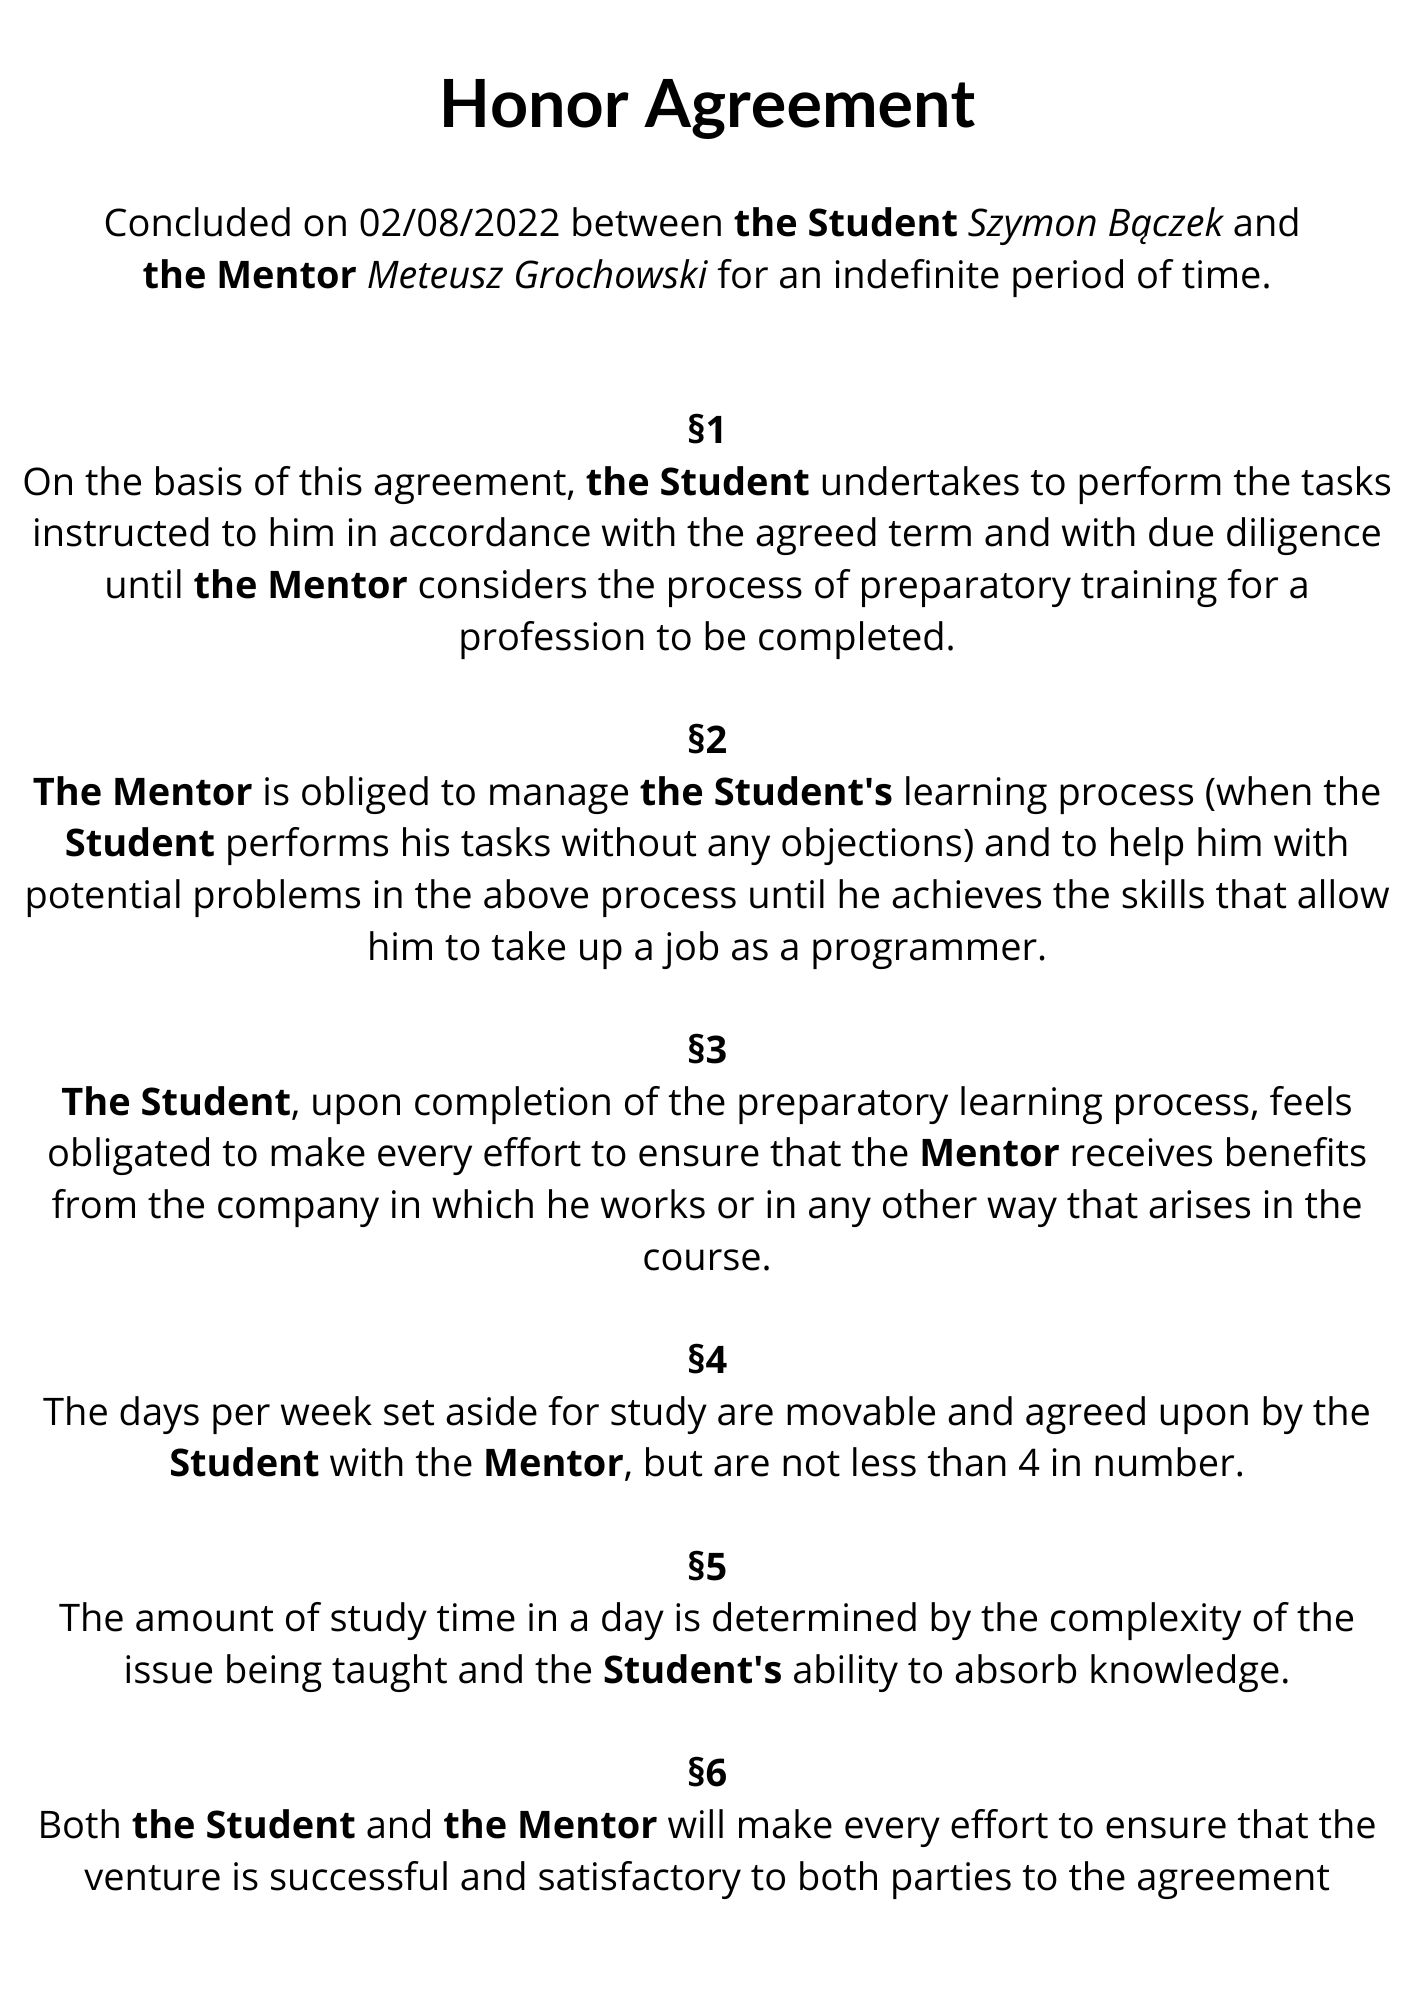 Honor Agreement
Concluded on 02/08/2022 between the Student Szymon Bączek and
the Mentor Meteusz Grochowski for an indefinite period of time.
§1
On the basis of this agreement, the Student undertakes to perform the tasks
instructed to him in accordance with the agreed term and with due diligence
until the Mentor considers the process of preparatory training for a
profession to be completed.
§2
The Mentor is obliged to manage the Student's learning process (when the
Student performs his tasks without any objections) and to help him with
potential problems in the above process until he achieves the skills that allow
him to take up a job as a programmer.
§3
The Student, upon completion of the preparatory learning process, feels
obligated to make every effort to ensure that the Mentor receives benefits
from the company in which he works or in any other way that arises in the
course.
§4
The days per week set aside for study are movable and agreed upon by the
Student with the Mentor, but are not less than 4 in number.
§5
The amount of study time in a day is determined by the complexity of the
issue being taught and the Student's ability to absorb knowledge.
§6
Both the Student and the Mentor will make every effort to ensure that the
venture is successful and satisfactory to both parties to the agreement